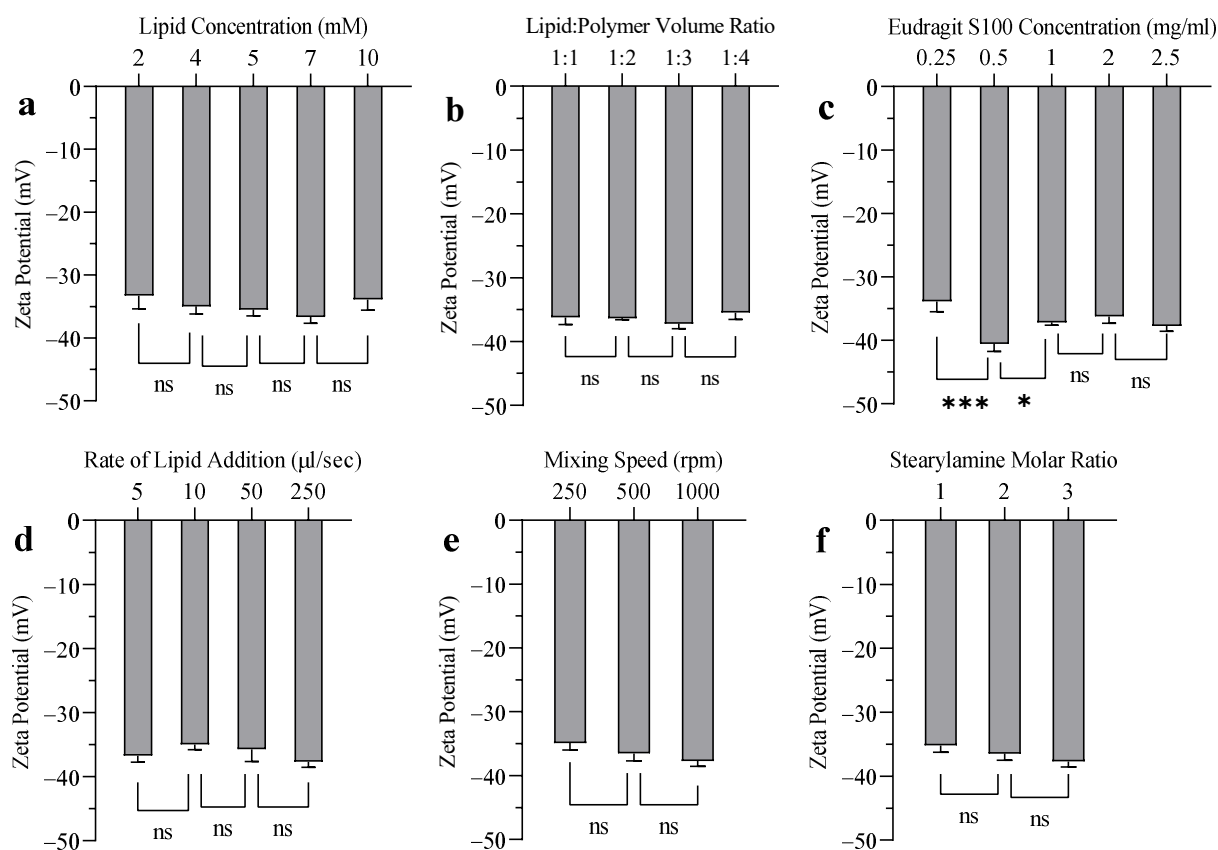 Lipid Concentration (mM)
2 4 5 7 10
a
Zeta Potential (mV)
0
−10
−20
−30
−40
−50
ns ns ns ns
Lipid:Polymer Volume Ratio
1:1 1:2 1:3 1:4
b
Zeta Potential (mV)
0
−10
−20
−30
−40
−50
ns ns ns
Eudragit S100 Concentration (mg/ml)
0.25 0.5 1 2 2.5
c
Zeta Potential (mV)
0
−10
−20
−30
−40
−50
*** * ns ns
Rate of Lipid Addition (µl/sec)
5 10 50 250
d
Zeta Potential (mV)
0
−10
−20
−30
−40
−50
ns ns ns
Mixing Speed (rpm)
250 500 1000
e
Zeta Potential (mV)
0
−10
−20
−30
−40
−50
ns ns
Stearylamine Molar Ratio
1 2 3
f
Zeta Potential (mV)
0
−10
−20
−30
−40
−50
ns ns